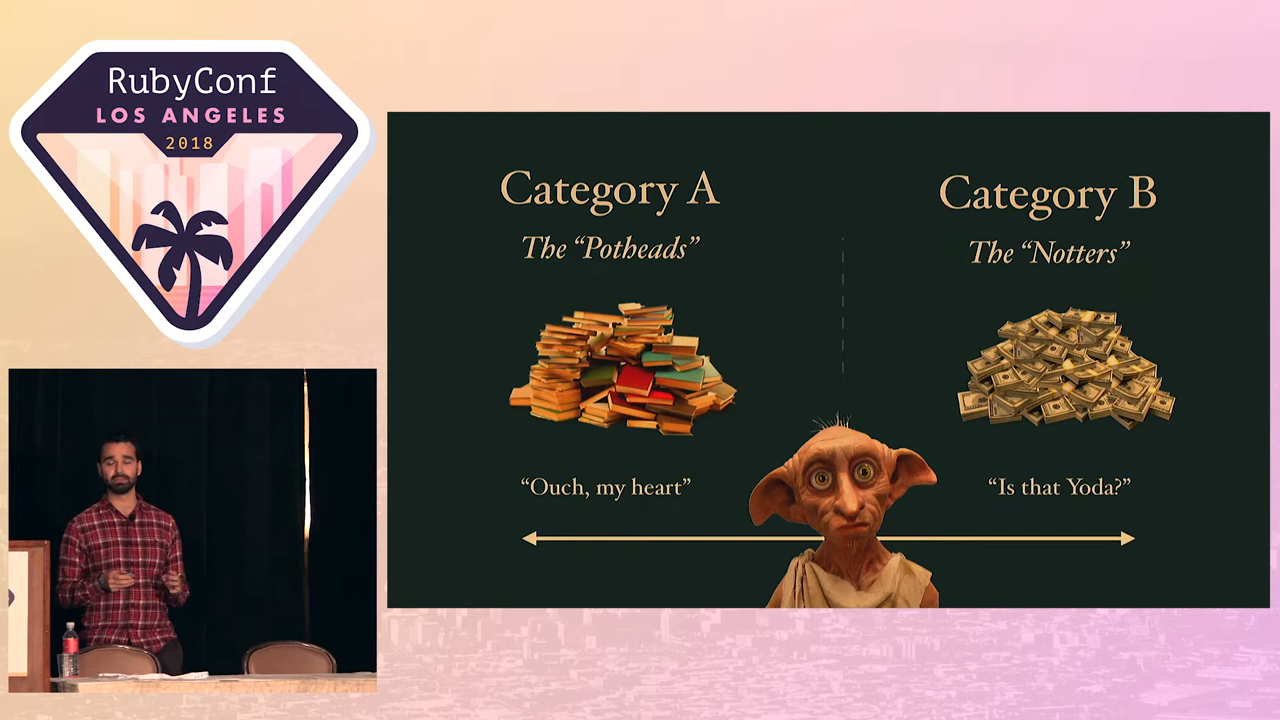 RubyConf
LOS ANGELES
2018
Category A
The “Potheads”
“Ouch, my heart”
Category B
The “Notters”
“Is that Yoda?”